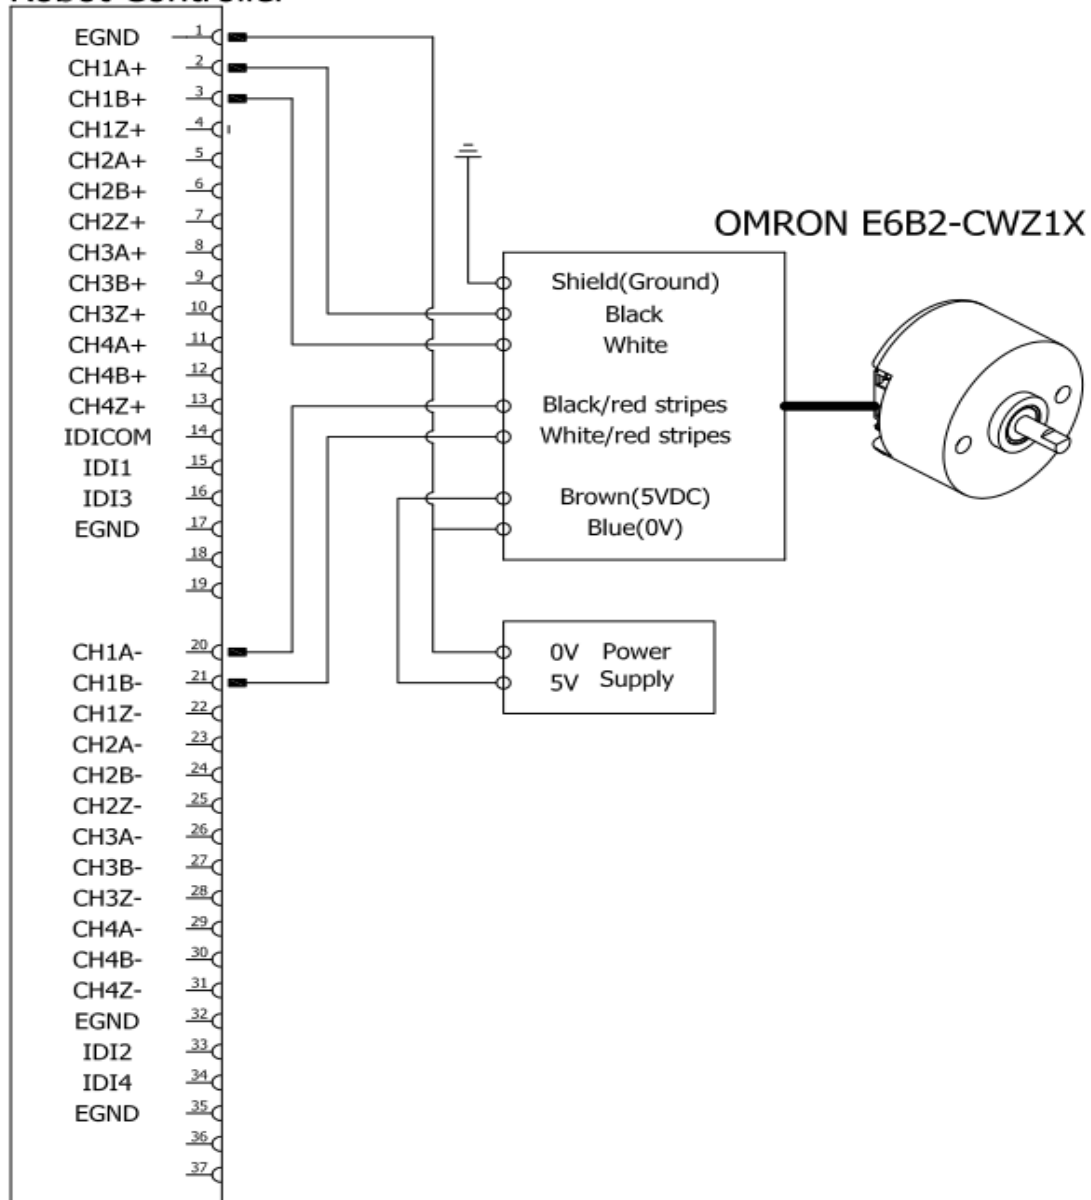 EGND 1
CH1A+ 2
CH1B+ 3
CH1Z+ 4
CH2A+ 5
CH2B+ 6
CH2Z+ 7
CH3A+ 8
CH3B+ 9
CH3Z+ 10
CH4A+ 11
CH4B+ 12
CH4Z+ 13
IDICOM 14
IDI1 15
IDI3 16
EGND 17
18
19
CH1A- 20
CH1B- 21
CH1Z- 22
CH2A- 23
CH2B- 24
CH2Z- 25
CH3A- 26
CH3B- 27
CH3Z- 28
CH4A- 29
CH4B- 30
CH4Z- 31
EGND 32
IDI2 33
IDI4 34
EGND 35
36
37
OMRON E6B2-CWZ1X
Shield(Ground)
Black
White
Black/red stripes
White/red stripes
Brown(5VDC)
Blue(0V)
0V Power
5V Supply